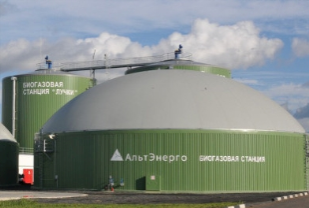 БИОГАЗОВАЯ
СТАНЦИЯ "ЛУЧКИ"
АльтЭнерго БИОГАЗОВАЯ СТАНЦИЯ